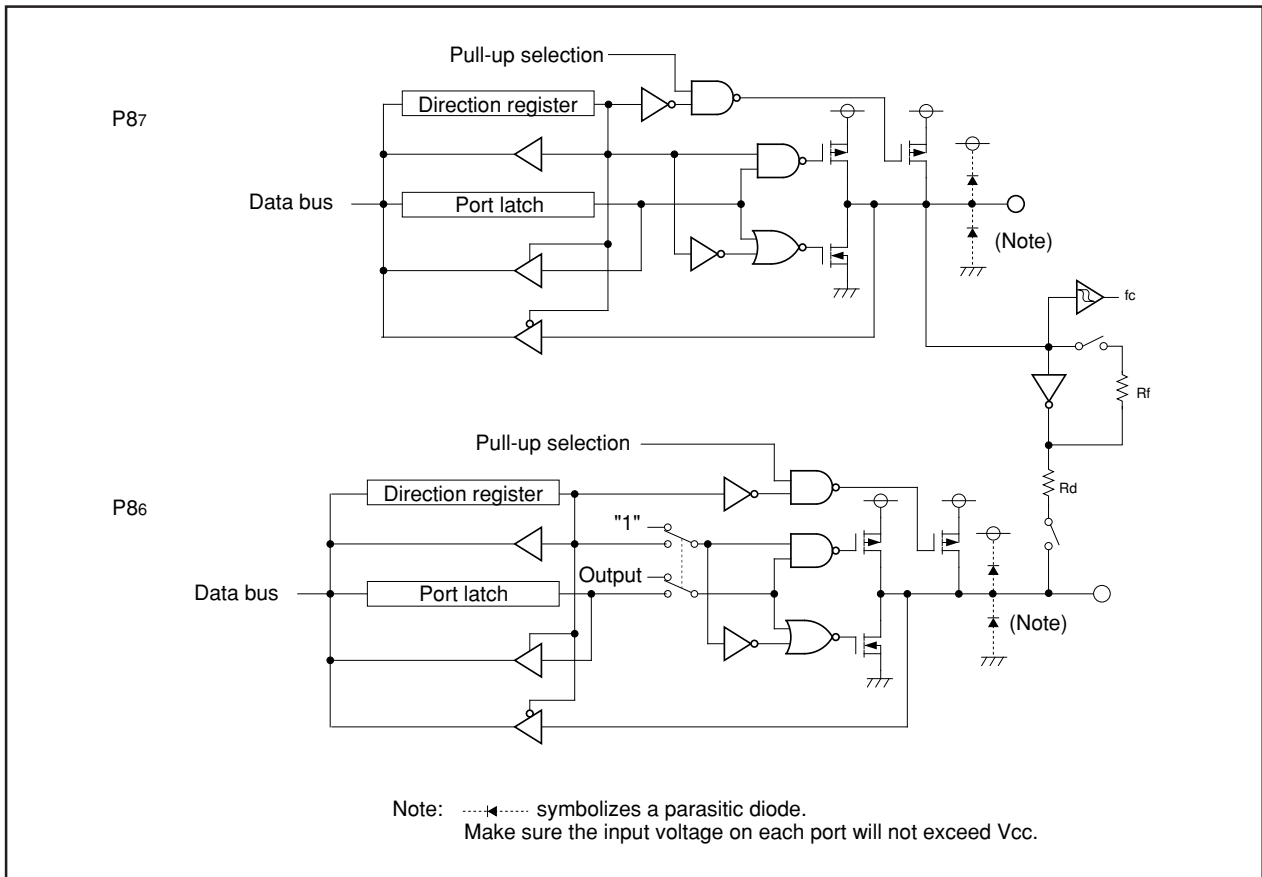 Pull-up selection
P87
Direction register
Data bus
Port latch
(Note)
fc
Rf
Pull-up selection
Rd
P86
Direction register
"1"
Output
Data bus
Port latch
(Note)
Note: symbolizes a parasitic diode.
Make sure the input voltage on each port will not exceed Vcc.